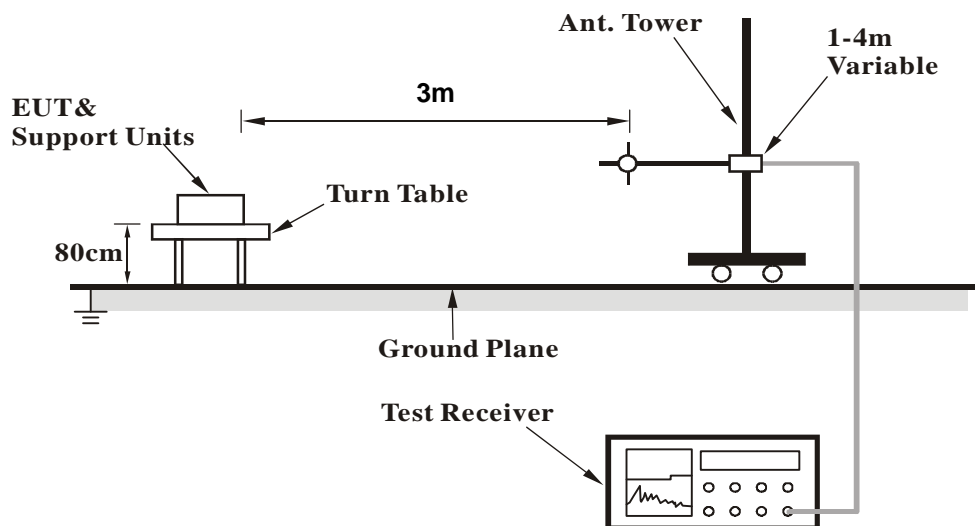 Ant. Tower
1-4m
Variable
3m
EUT&
Support Units
Turn Table
80cm
Ground Plane
Test Receiver